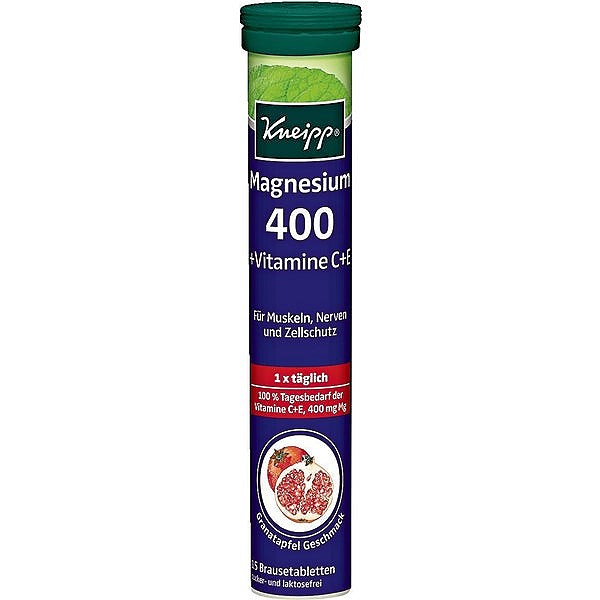 Kneipp®
Magnesium
400
+Vitamine C+E
Für Muskeln, Nerven
und Zellschutz
1 x täglich
100 % Tagesbedarf der
Vitamine C+E, 400 mg Mg
Granatapfel Geschmack
Brausetabletten
und laktosefrei